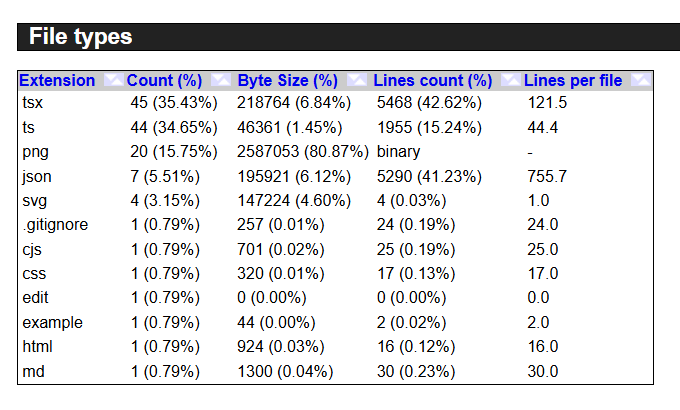 File types
Extension Count (%) Byte Size (%) Lines count (%) Lines per file
tsx 45 (35.43%) 218764 (6.84%) 5468 (42.62%) 121.5
ts 44 (34.65%) 46361 (1.45%) 1955 (15.24%) 44.4
png 20 (15.75%) 2587053 (80.87%) binary -
json 7 (5.51%) 195921 (6.12%) 5290 (41.23%) 755.7
svg 4 (3.15%) 147224 (4.60%) 4 (0.03%) 1.0
.gitignore 1 (0.79%) 257 (0.01%) 24 (0.19%) 24.0
cjs 1 (0.79%) 701 (0.02%) 25 (0.19%) 25.0
css 1 (0.79%) 320 (0.01%) 17 (0.13%) 17.0
edit 1 (0.79%) 0 (0.00%) 0 (0.00%) 0.0
example 1 (0.79%) 44 (0.00%) 2 (0.02%) 2.0
html 1 (0.79%) 924 (0.03%) 16 (0.12%) 16.0
md 1 (0.79%) 1300 (0.04%) 30 (0.23%) 30.0